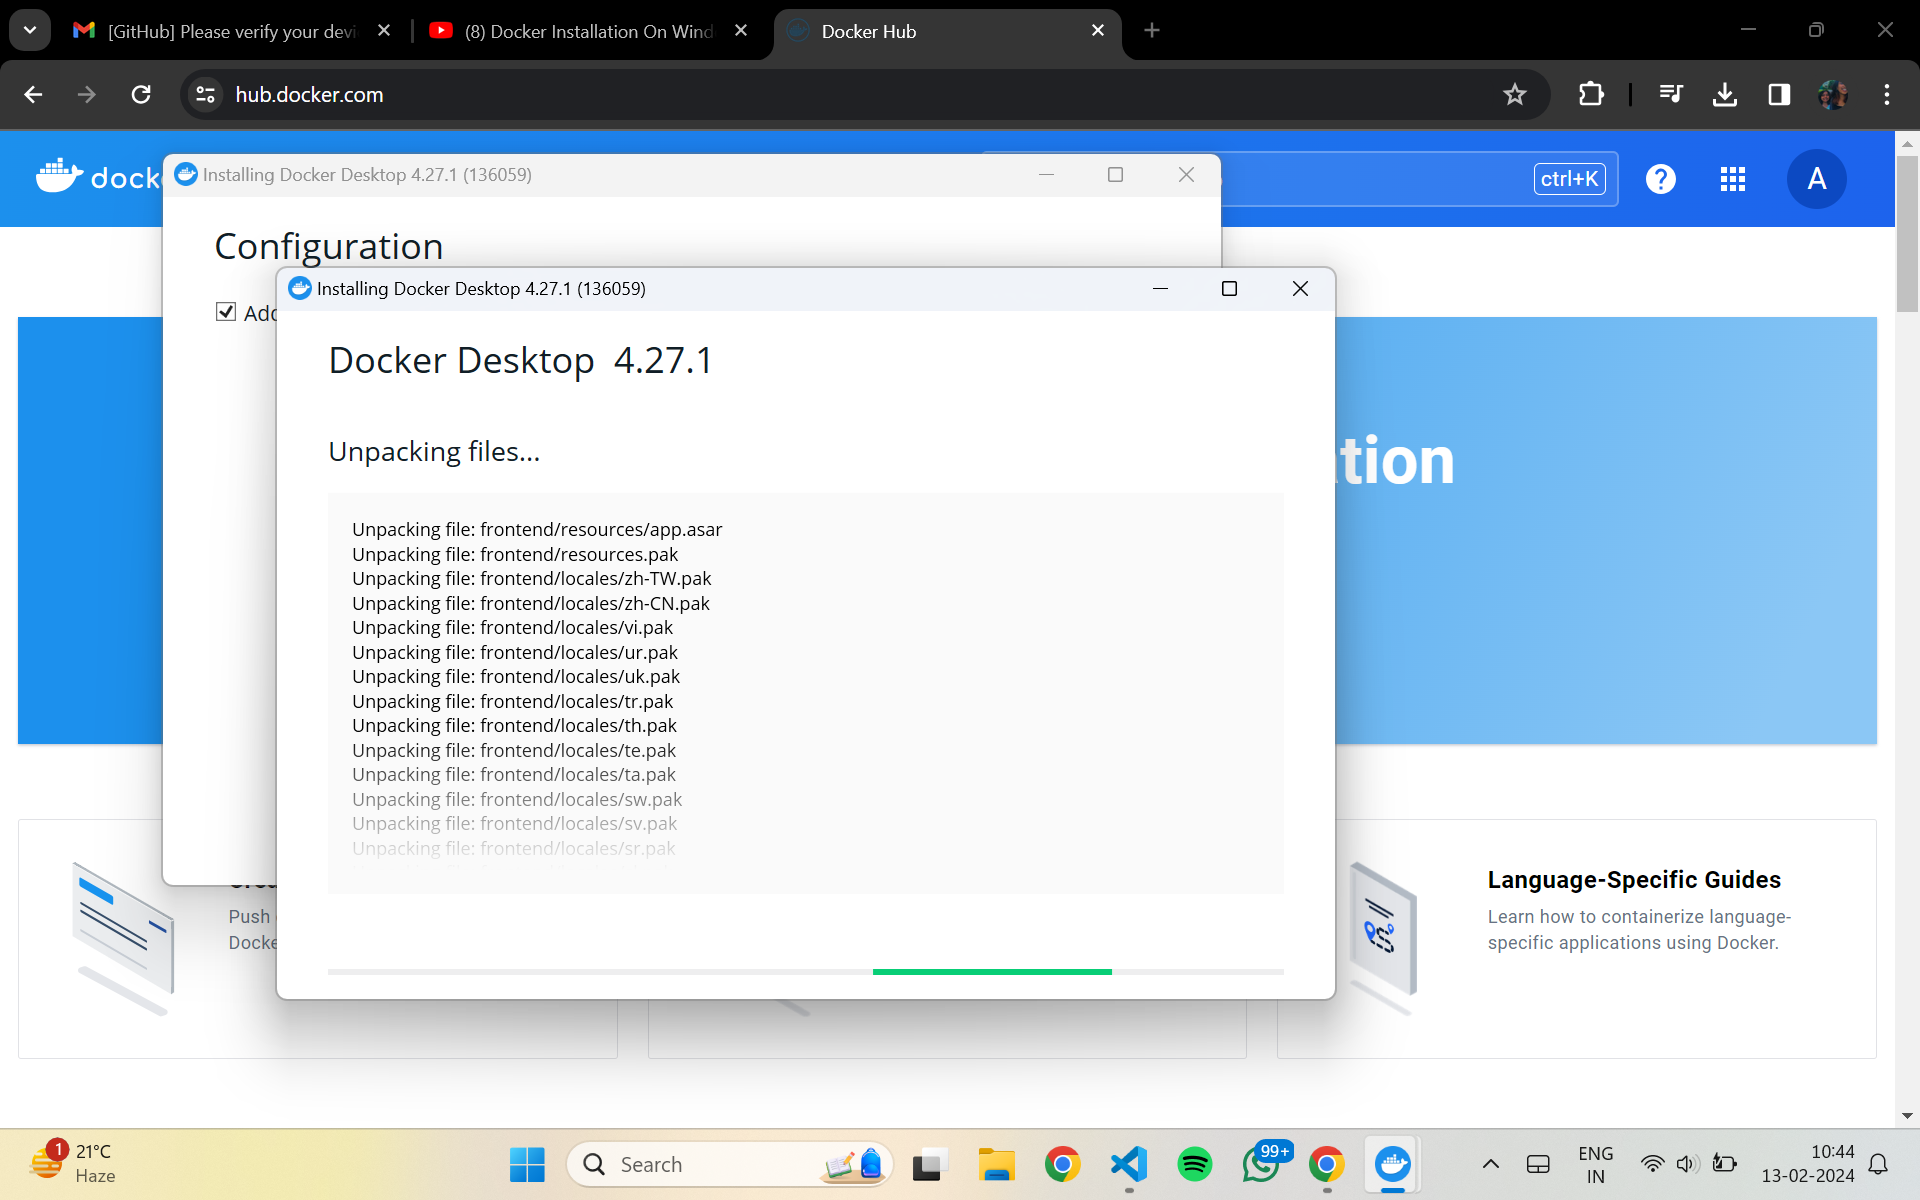 [GitHub] Please verify your devi
(8) Docker Installation On Wind
Docker Hub
hub.docker.com
ctrl+K
A
Installing Docker Desktop 4.27.1 (136059)
Configuration
Installing Docker Desktop 4.27.1 (136059)
Docker Desktop 4.27.1
Unpacking files...
Unpacking file: frontend/resources/app.asar
Unpacking file: frontend/resources.pak
Unpacking file: frontend/locales/zh-TW.pak
Unpacking file: frontend/locales/zh-CN.pak
Unpacking file: frontend/locales/vi.pak
Unpacking file: frontend/locales/ur.pak
Unpacking file: frontend/locales/uk.pak
Unpacking file: frontend/locales/tr.pak
Unpacking file: frontend/locales/th.pak
Unpacking file: frontend/locales/te.pak
Unpacking file: frontend/locales/ta.pak
Unpacking file: frontend/locales/sw.pak
Unpacking file: frontend/locales/sv.pak
Unpacking file: frontend/locales/sr.pak
tion
Push
Docke
Language-Specific Guides
Learn how to containerize language-
specific applications using Docker.
1
21°C
Haze
Search
99+
ENG
IN
10:44
13-02-2024